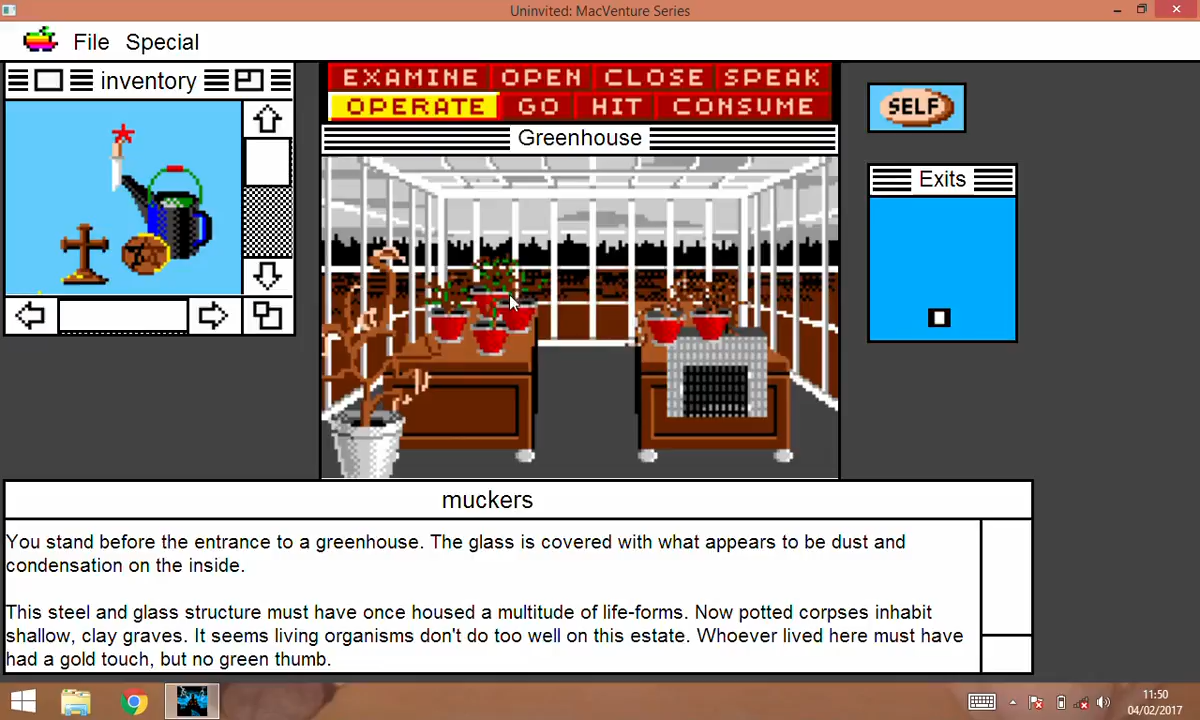 Uninvited: MacVenture Series
File Special
inventory
EXAMINE OPEN CLOSE SPEAK
OPERATE GO HIT CONSUME
Greenhouse
SELF
Exits
muckers
You stand before the entrance to a greenhouse. The glass is covered with what appears to be dust and
condensation on the inside.
This steel and glass structure must have once housed a multitude of life-forms. Now potted corpses inhabit
shallow, clay graves. It seems living organisms don't do too well on this estate. Whoever lived here must have
had a gold touch, but no green thumb.
11:50
04/02/2017